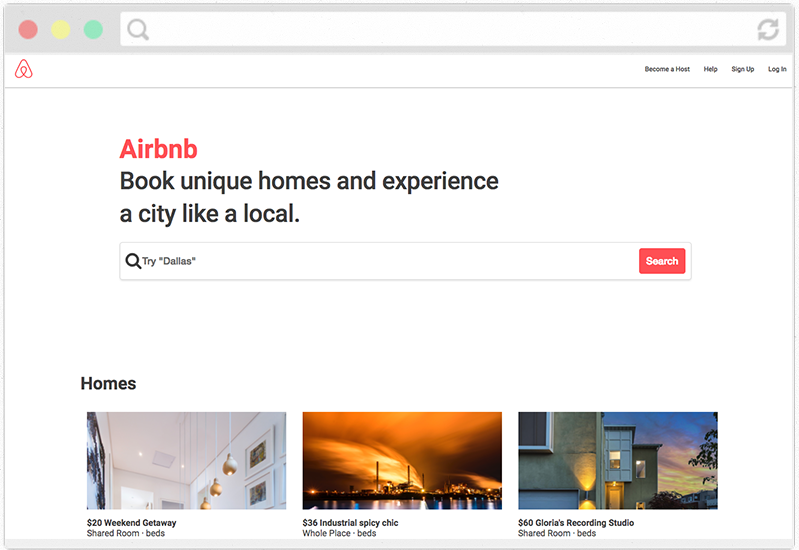 Become a Host Help Sign Up Log In
Airbnb
Book unique homes and experience
a city like a local.
Try "Dallas"
Search
Homes
$20 Weekend Getaway
Shared Room · beds
$36 Industrial spicy chic
Whole Place · beds
$60 Gloria's Recording Studio
Shared Room · beds